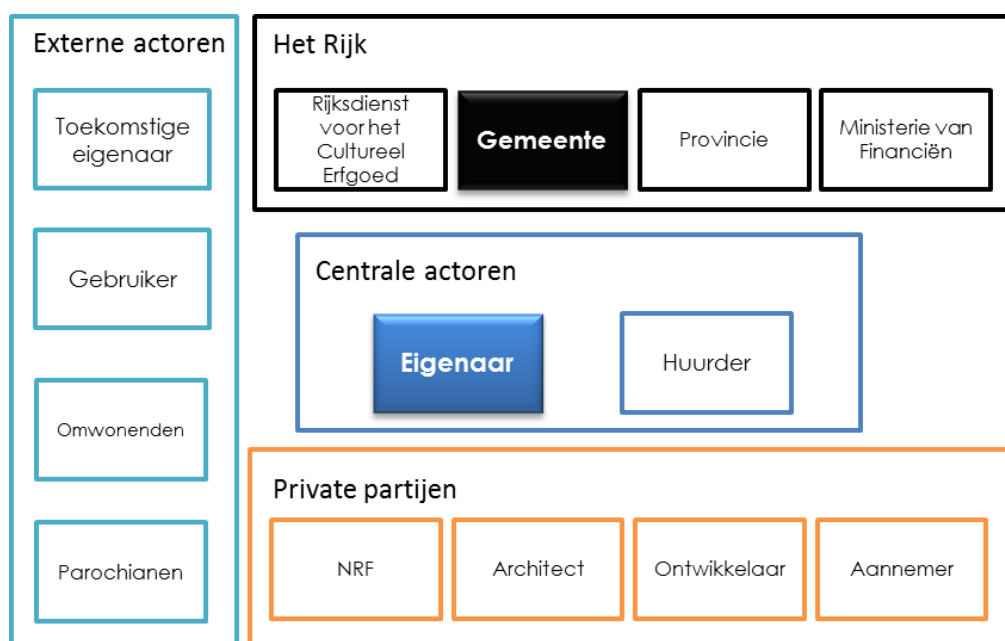 Externe actoren
Toekomstige
eigenaar
Gebruiker
Omwonenden
Parochianen
Het Rijk
Rijksdienst
voor het
Cultureel
Erfgoed
Gemeente
Provincie
Ministerie van
Financiën
Centrale actoren
Eigenaar
Huurder
Private partijen
NRF
Architect
Ontwikkelaar
Aannemer